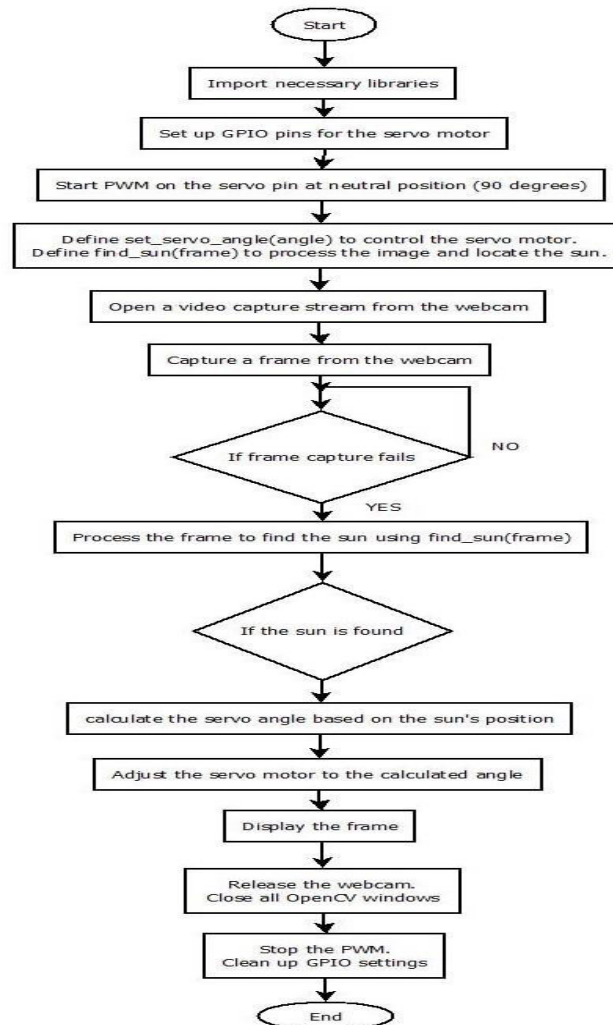 Start
Import necessary libraries
Set up GPIO pins for the servo motor
Start PWM on the servo pin at neutral position (90 degrees)
Define set_servo_angle(angle) to control the servo motor.
Define find_sun(frame) to process the image and locate the sun.
Open a video capture stream from the webcam
Capture a frame from the webcam
If frame capture fails
NO
YES
Process the frame to find the sun using find_sun(frame)
If the sun is found
calculate the servo angle based on the sun's position
Adjust the servo motor to the calculated angle
Display the frame
Release the webcam.
Close all OpenCV windows
Stop the PWM.
Clean up GPIO settings
End